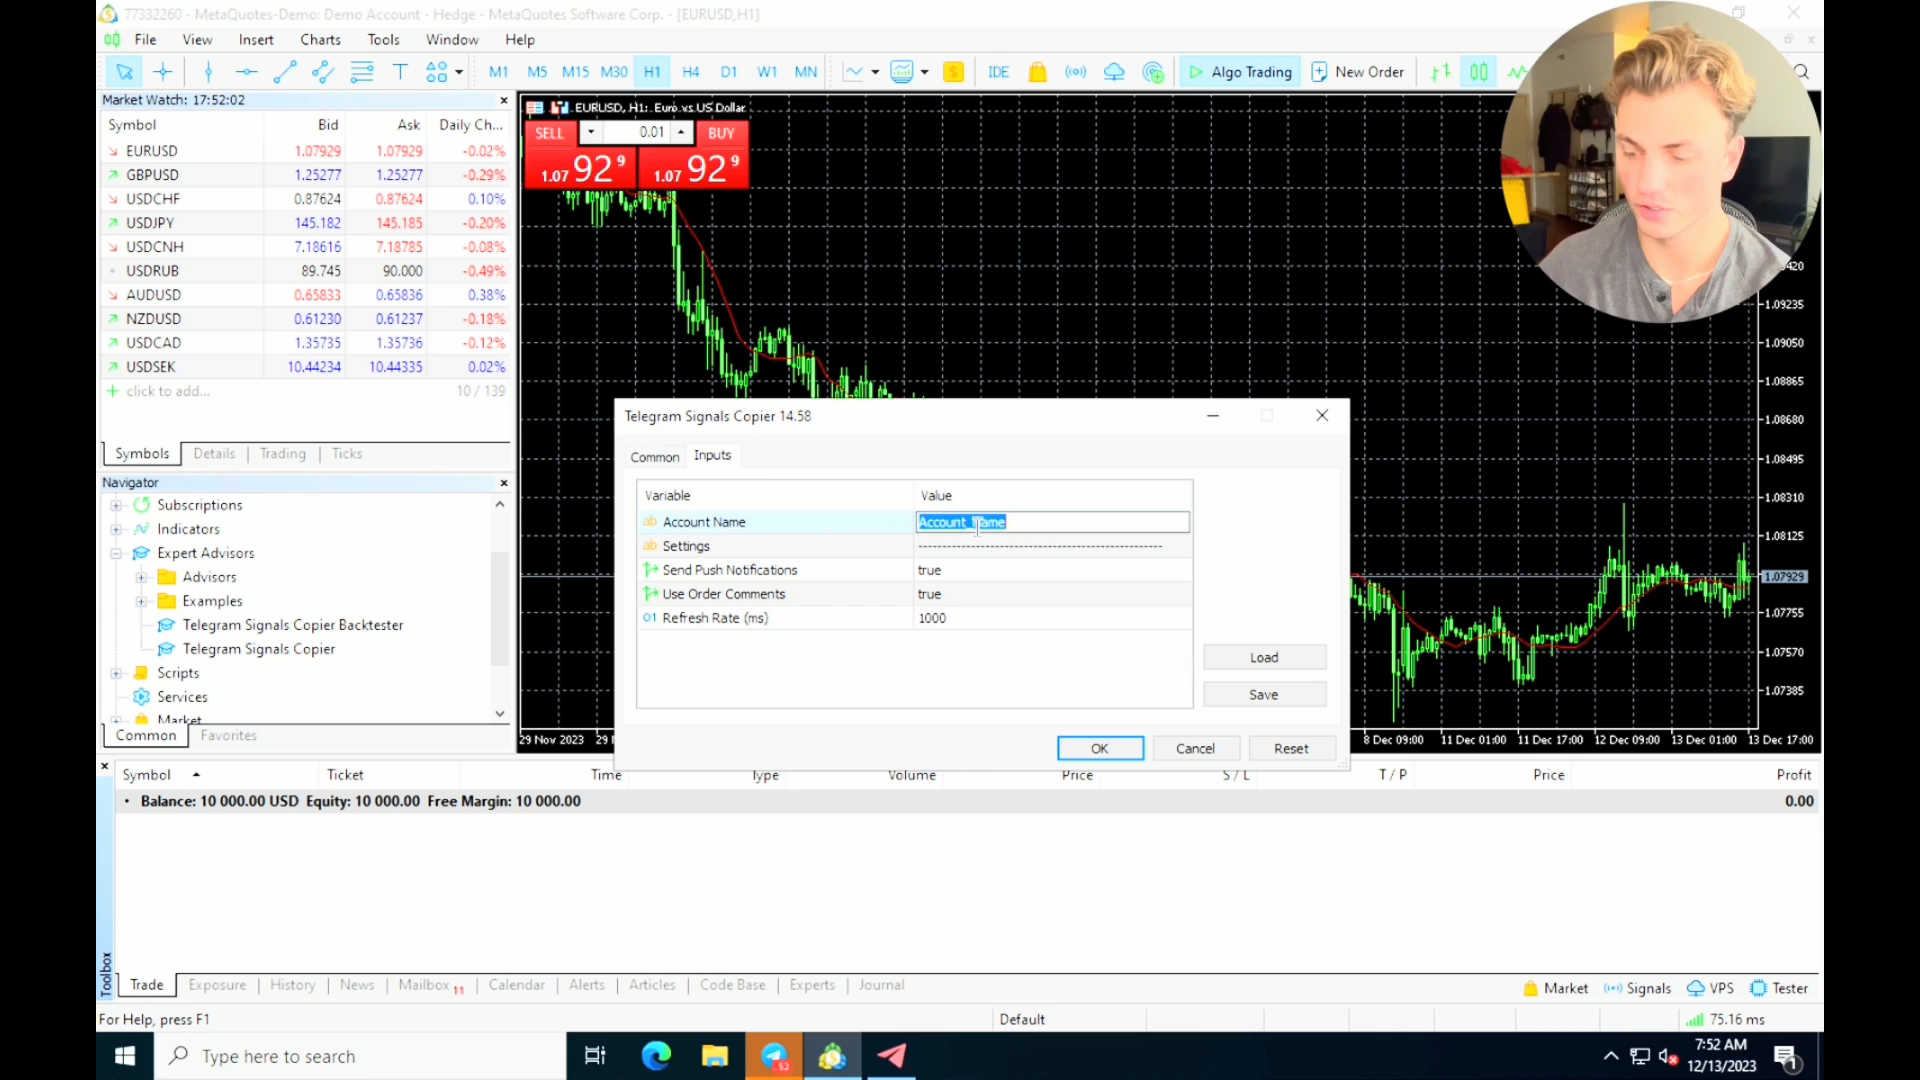 77332260 - MetaQuotes-Demo: Demo Account - Hedge - MetaQuotes Software Corp. - [EURUSD,H1]
File View Insert Charts Tools Window Help
M1 M5 M15 M30 H1 H4 D1 W1 MN IDE Algo Trading New Order
Market Watch: 17:52:02
Symbol Bid Ask Daily Ch...
EURUSD 1.07929 1.07929 -0.02%
GBPUSD 1.25277 1.25277 -0.29%
USDCHF 0.87624 0.87624 0.10%
USDJPY 145.182 145.185 -0.20%
USDCNH 7.18616 7.18785 -0.08%
USDRUB 89.745 90.000 -0.49%
AUDUSD 0.65833 0.65836 0.38%
NZDUSD 0.61230 0.61237 -0.18%
USDCAD 1.35735 1.35736 -0.12%
USDSEK 10.44234 10.44335 0.02%
click to add... 10 / 139
Symbols Details Trading Ticks
Navigator
Subscriptions
Indicators
Expert Advisors
Advisors
Examples
Telegram Signals Copier Backtester
Telegram Signals Copier
Scripts
Services
Market
Common Favorites
EURUSD, H1: Euro vs US Dollar
SELL 0.01 BUY
1.07 92 9 1.07 92 9
420
1.09235
1.09050
1.08865
1.08680
1.08495
1.08310
1.08125
1.07929
1.07755
1.07570
1.07385
29 Nov 2023 8 Dec 09:00 11 Dec 01:00 11 Dec 17:00 12 Dec 09:00 13 Dec 01:00 13 Dec 17:00
Telegram Signals Copier 14.58
Common Inputs
Variable Value
Account Name
Settings --------------------------------------------------
Send Push Notifications true
Use Order Comments true
Refresh Rate (ms) 1000
Load
Save
OK Cancel Reset
Symbol Ticket Time Type Volume Price S / L T / P Price Profit
Balance: 10 000.00 USD Equity: 10 000.00 Free Margin: 10 000.00 0.00
Toolbox
Trade Exposure History News Mailbox 11 Calendar Alerts Articles Code Base Experts Journal
Market Signals VPS Tester
For Help, press F1 Default 75.16 ms
Type here to search
7:52 AM
12/13/2023
1